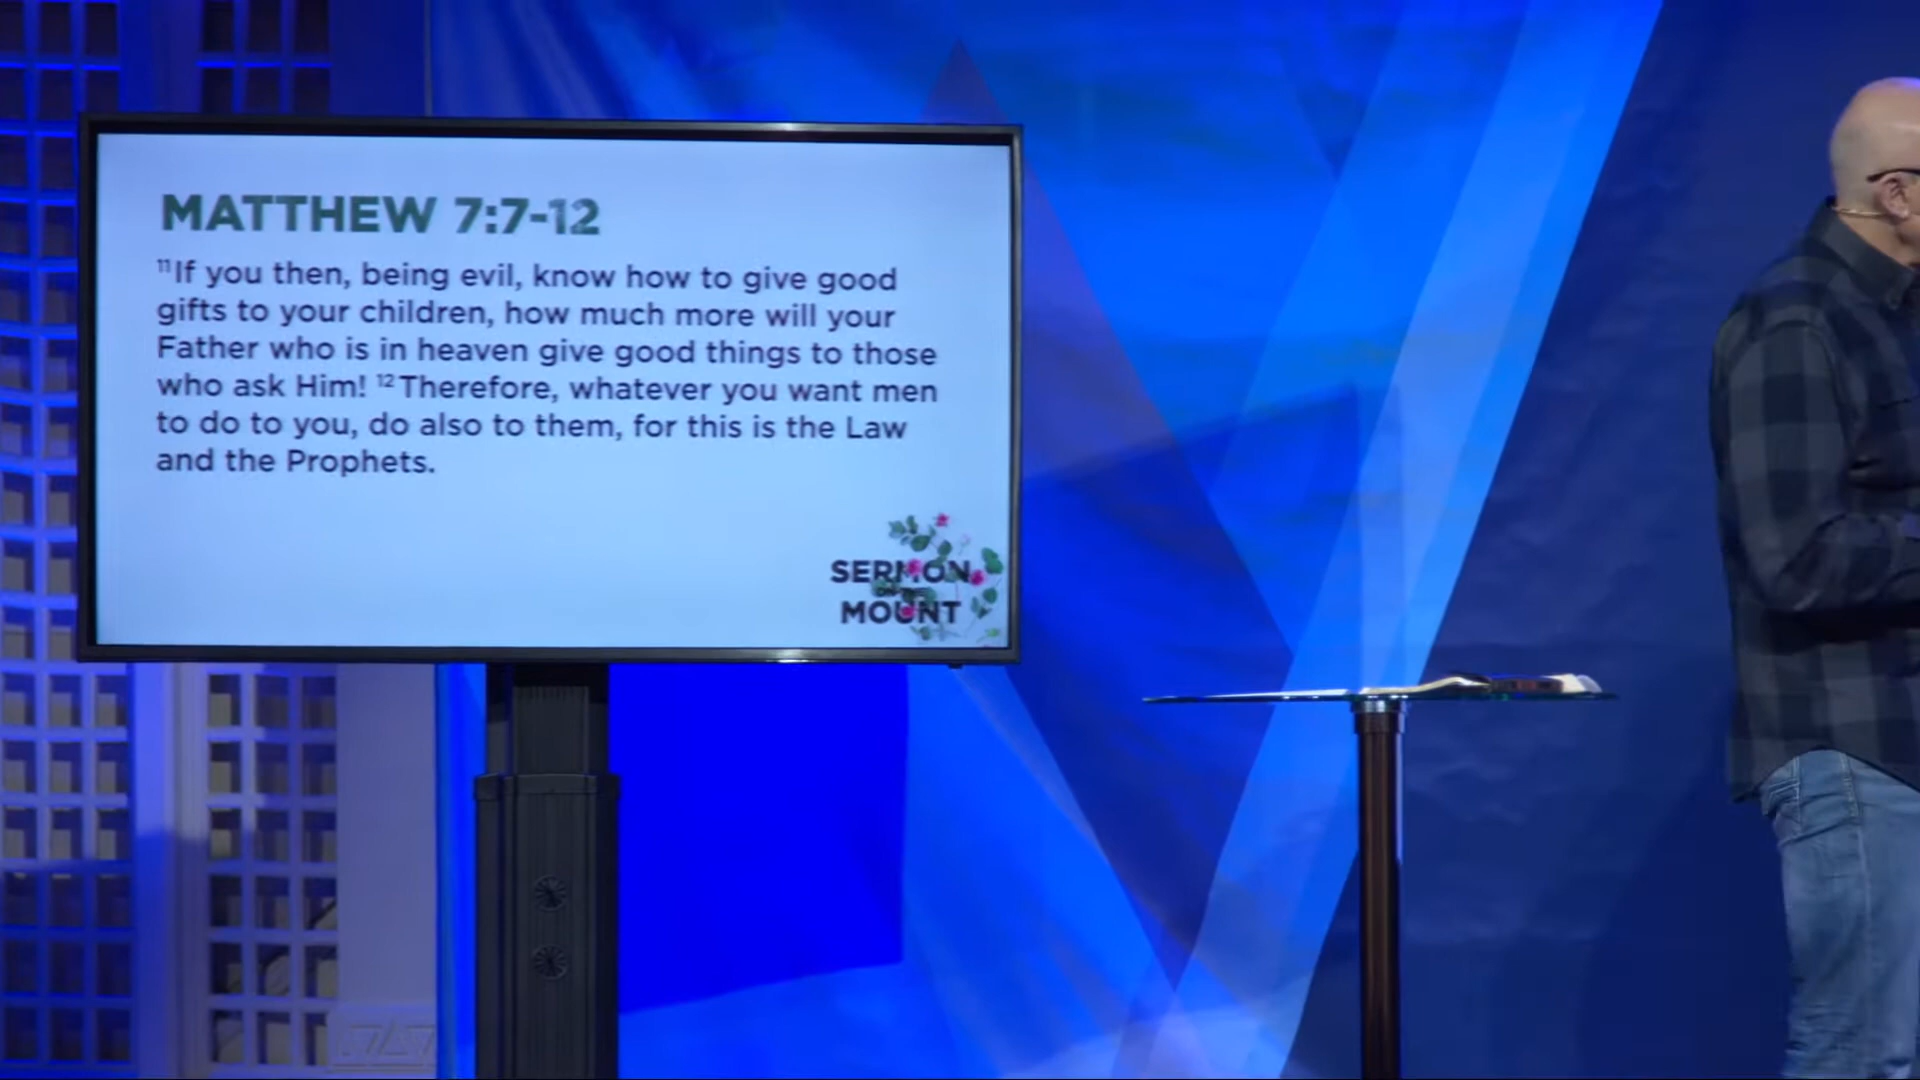 MATTHEW 7:7-12
¹¹If you then, being evil, know how to give good
gifts to your children, how much more will your
Father who is in heaven give good things to those
who ask Him! ¹²Therefore, whatever you want men
to do to you, do also to them, for this is the Law
and the Prophets.
SERMON
ON THE
MOUNT